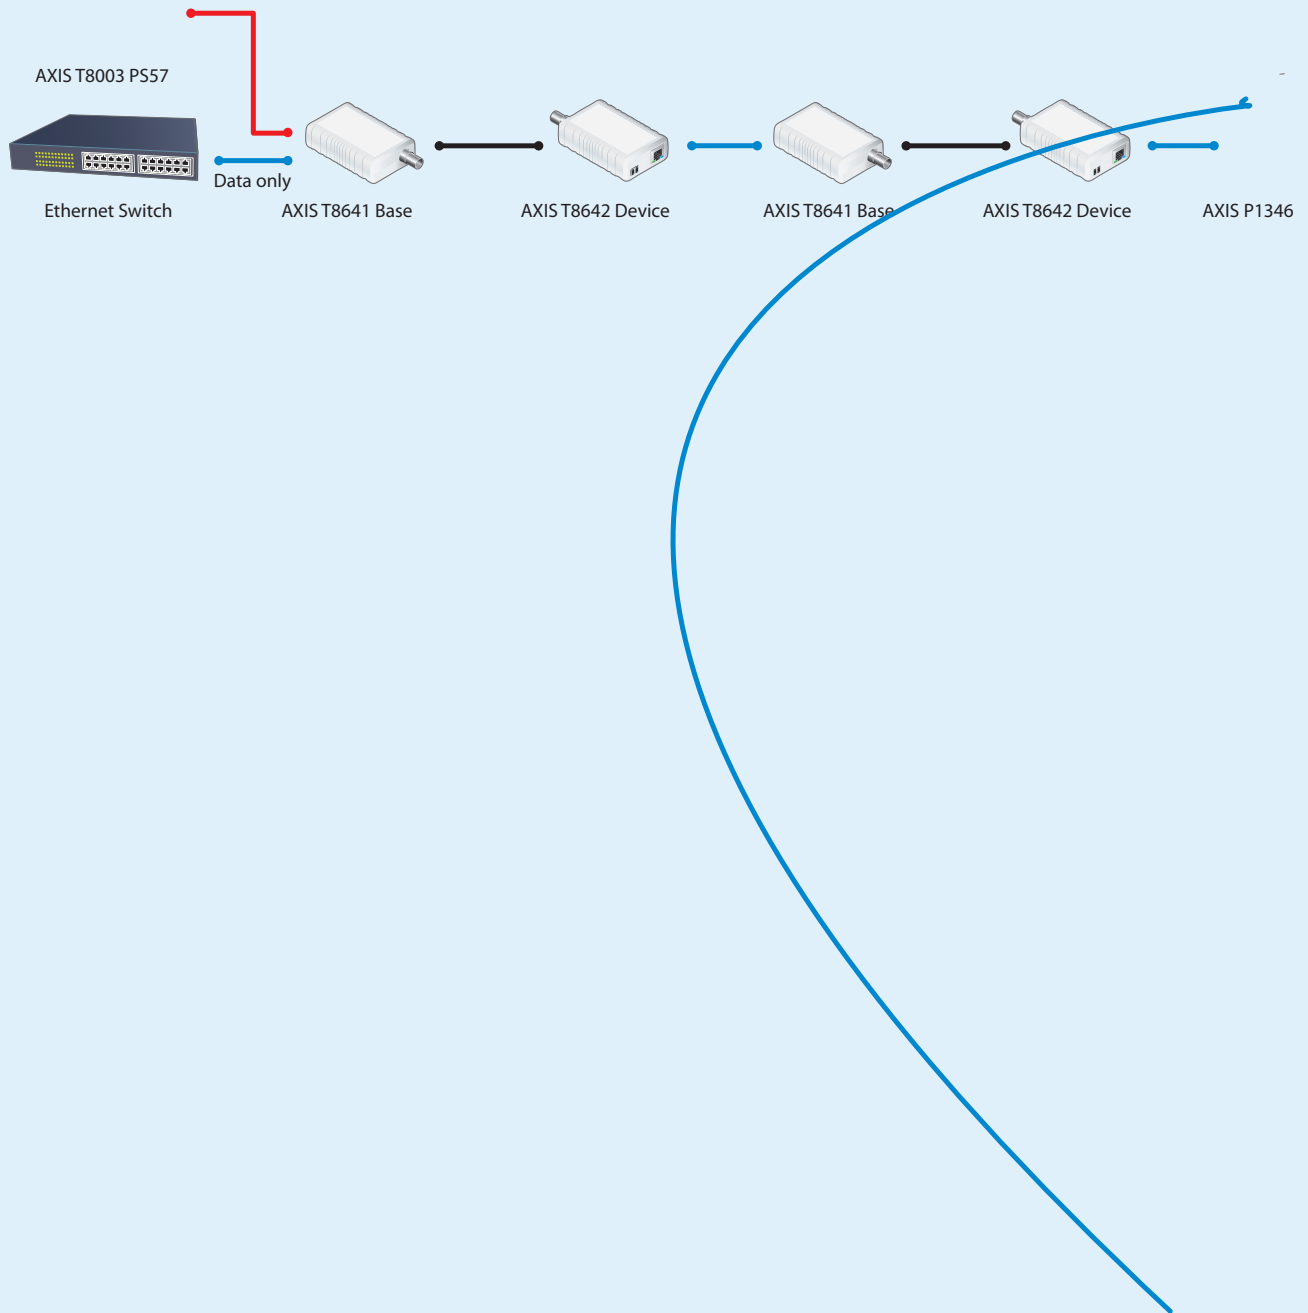 AXIS T8003 PS57
Data only
Ethernet Switch
AXIS T8641 Base
AXIS T8642 Device
AXIS T8641 Base
AXIS T8642 Device
AXIS P1346